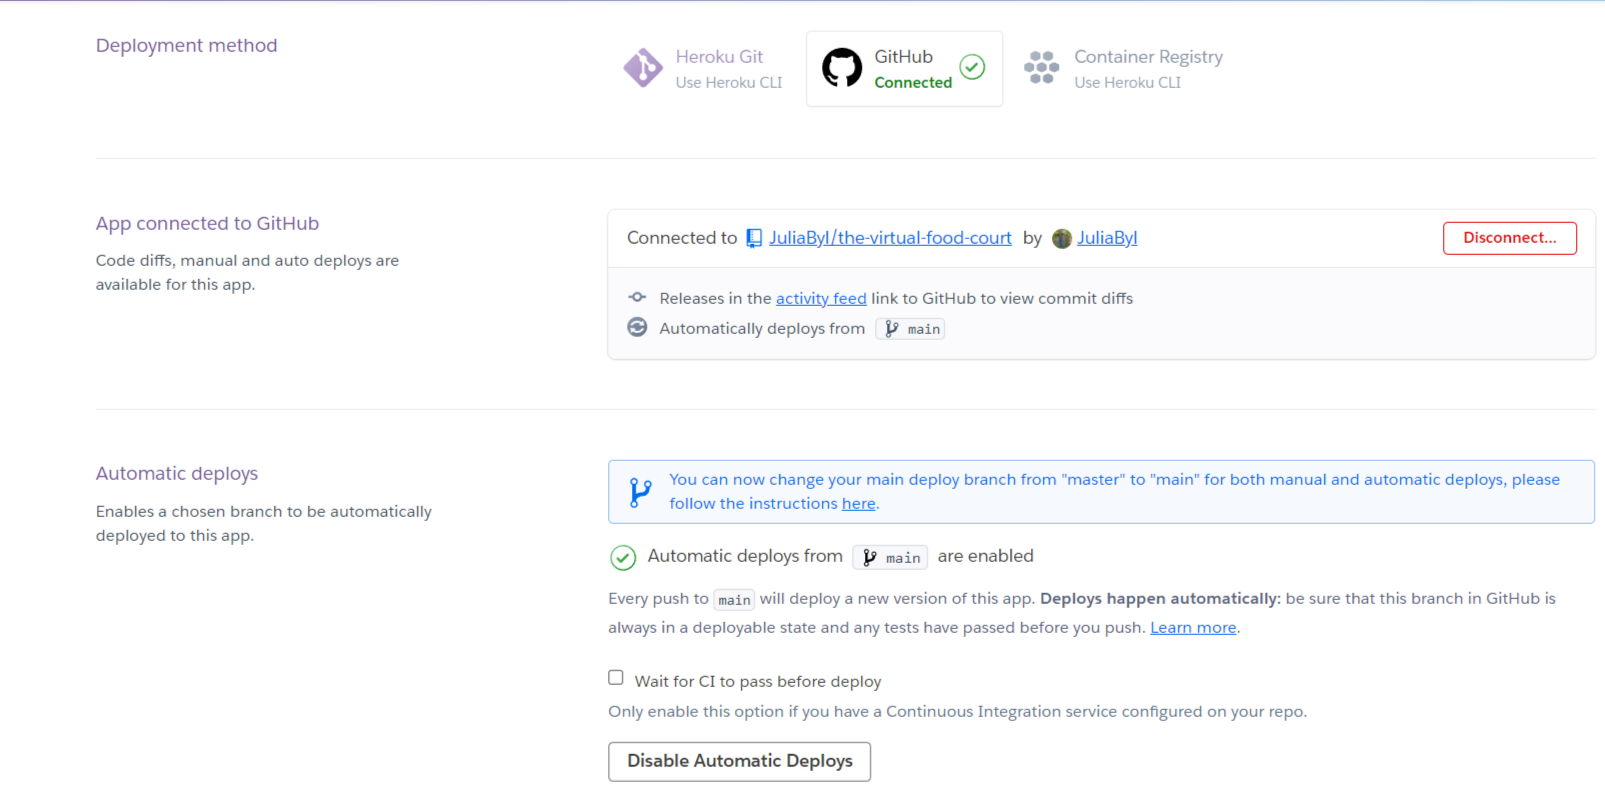 Deployment method
Heroku Git
Use Heroku CLI
GitHub
Connected
Container Registry
Use Heroku CLI
App connected to GitHub
Code diffs, manual and auto deploys are
available for this app.
Connected to JuliaByl/the-virtual-food-court by JuliaByl
Disconnect...
Releases in the activity feed link to GitHub to view commit diffs
Automatically deploys from main
Automatic deploys
Enables a chosen branch to be automatically
deployed to this app.
You can now change your main deploy branch from "master" to "main" for both manual and automatic deploys, please
follow the instructions here.
Automatic deploys from main are enabled
Every push to main will deploy a new version of this app. Deploys happen automatically: be sure that this branch in GitHub is
always in a deployable state and any tests have passed before you push. Learn more.
Wait for CI to pass before deploy
Only enable this option if you have a Continuous Integration service configured on your repo.
Disable Automatic Deploys